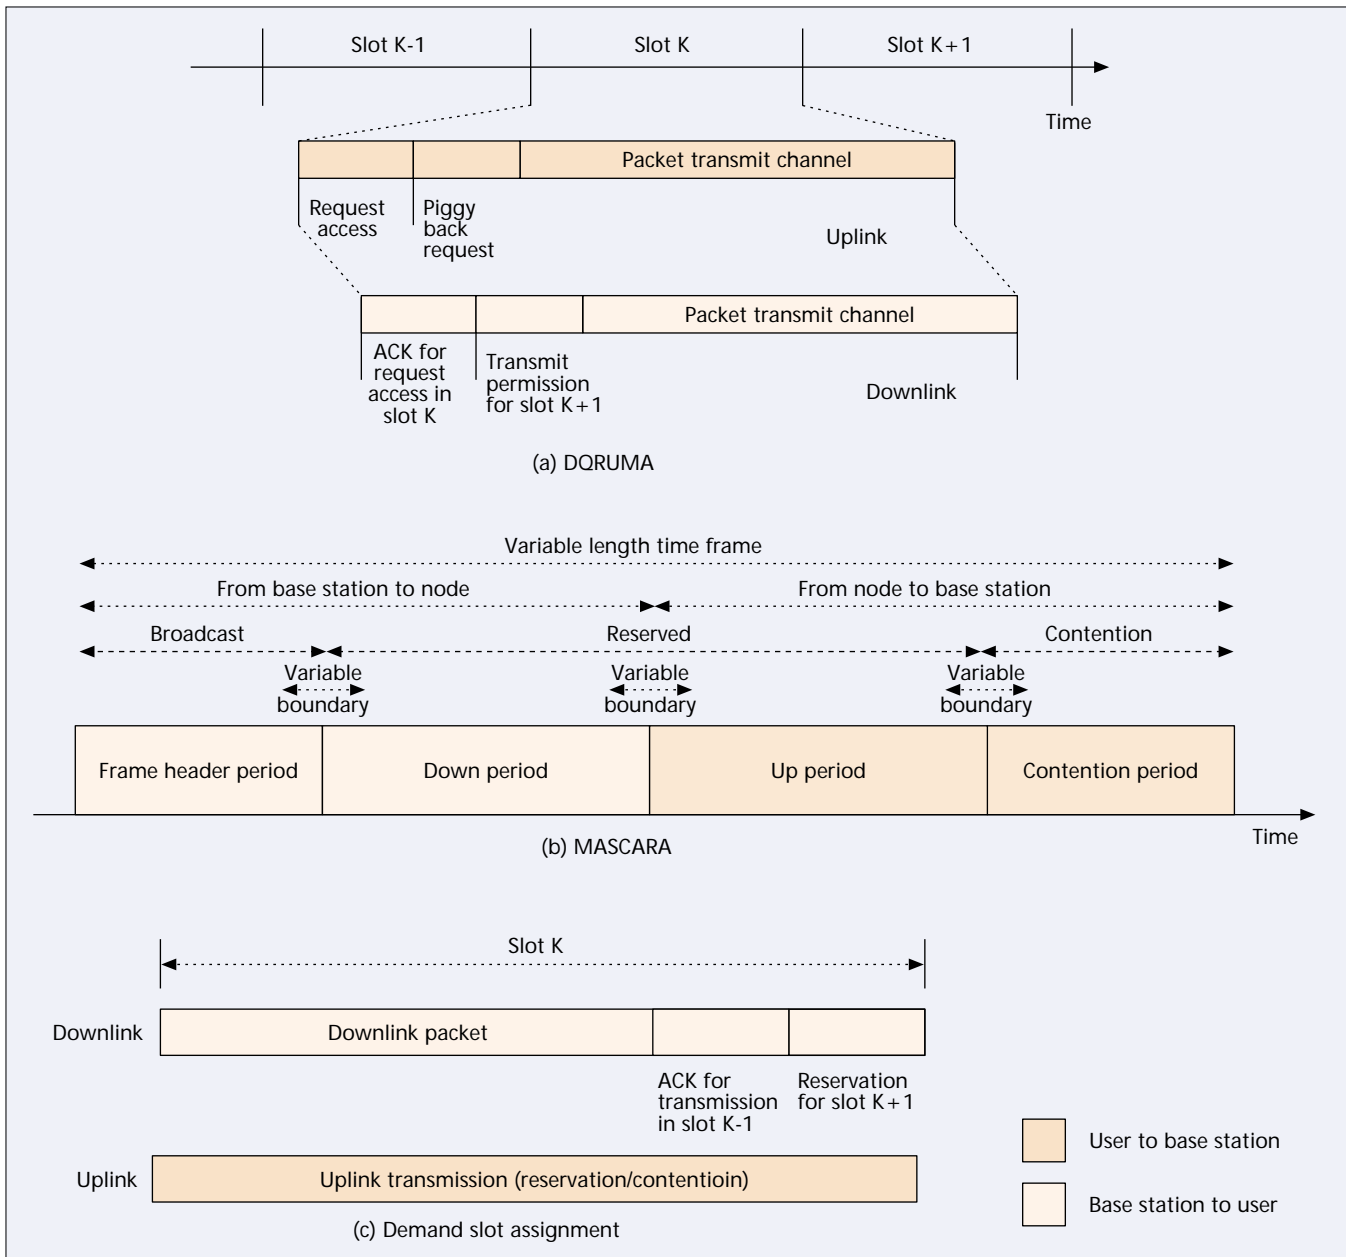 Slot K-1
Slot K
Slot K+1
Time
Packet transmit channel
Request
access
Piggy
back
request
Uplink
Packet transmit channel
ACK for
request
access in
slot K
Transmit
permission
for slot K+1
Downlink
(a) DQRUMA
Variable length time frame
From base station to node
From node to base station
Broadcast
Reserved
Contention
Variable
boundary
Variable
boundary
Variable
boundary
Frame header period
Down period
Up period
Contention period
Time
(b) MASCARA
Slot K
Downlink
Downlink packet
ACK for
transmission
in slot K-1
Reservation
for slot K+1
User to base station
Uplink
Uplink transmission (reservation/contentioin)
Base station to user
(c) Demand slot assignment